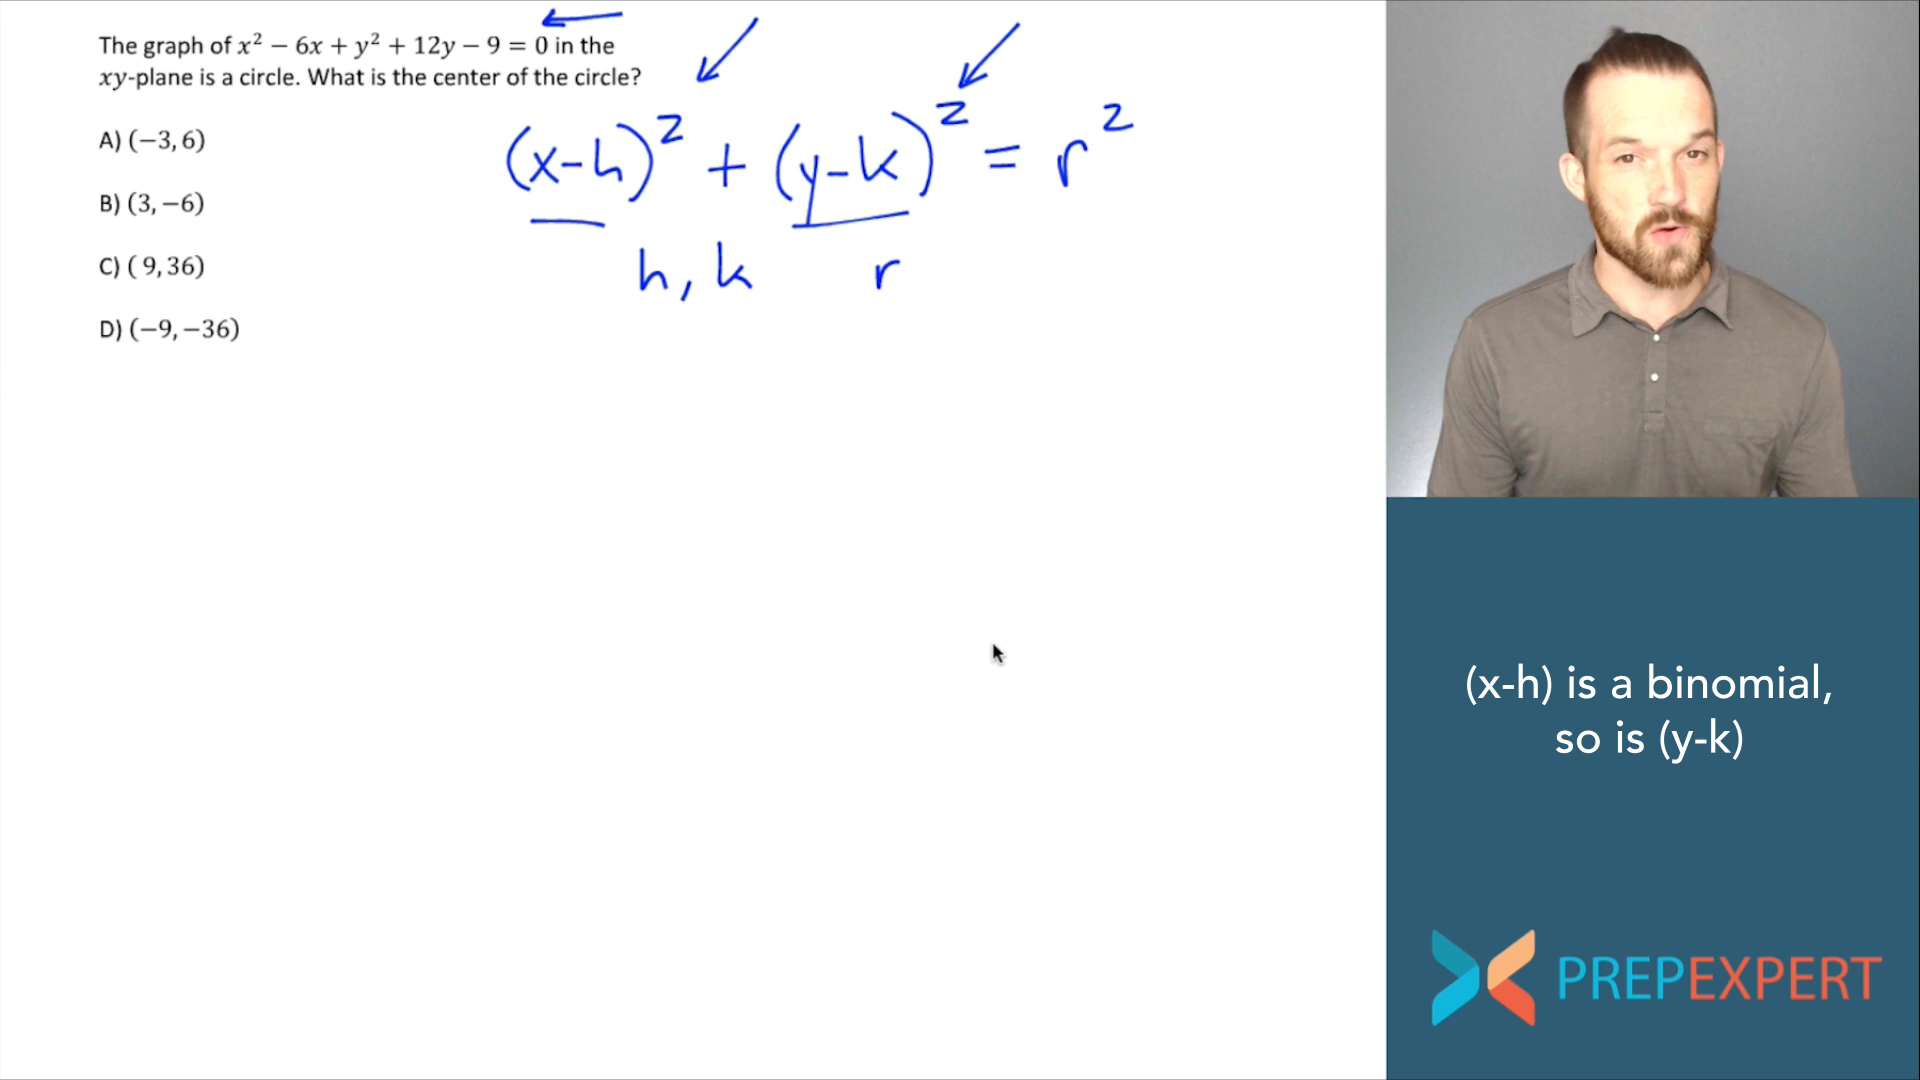 The graph of x² − 6x + y² + 12y − 9 = 0 in the
xy-plane is a circle. What is the center of the circle?
A) (−3, 6)
B) (3, −6)
C) ( 9, 36)
D) (−9, −36)
(x-h)² + (y-k)² = r²
h, k r
(x-h) is a binomial,
so is (y-k)
PREPEXPERT